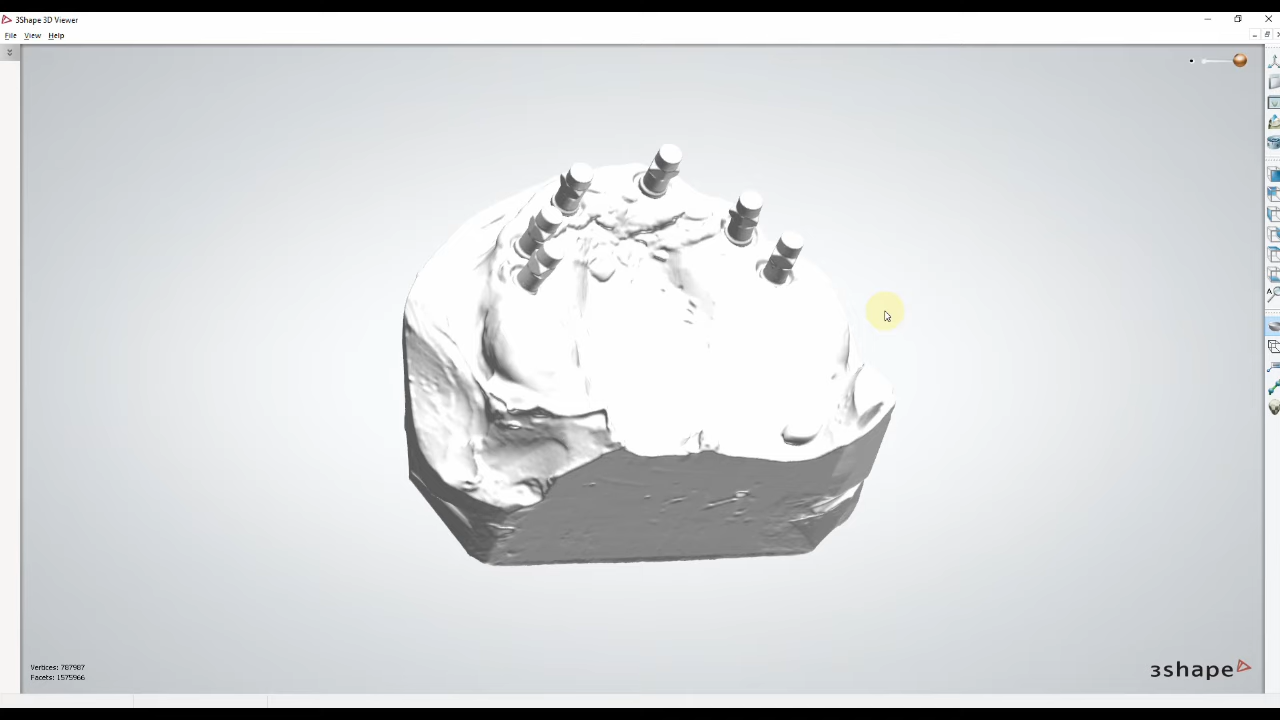 3Shape 3D Viewer
File View Help
Vertices: 787987
Facets: 1575966
3shape